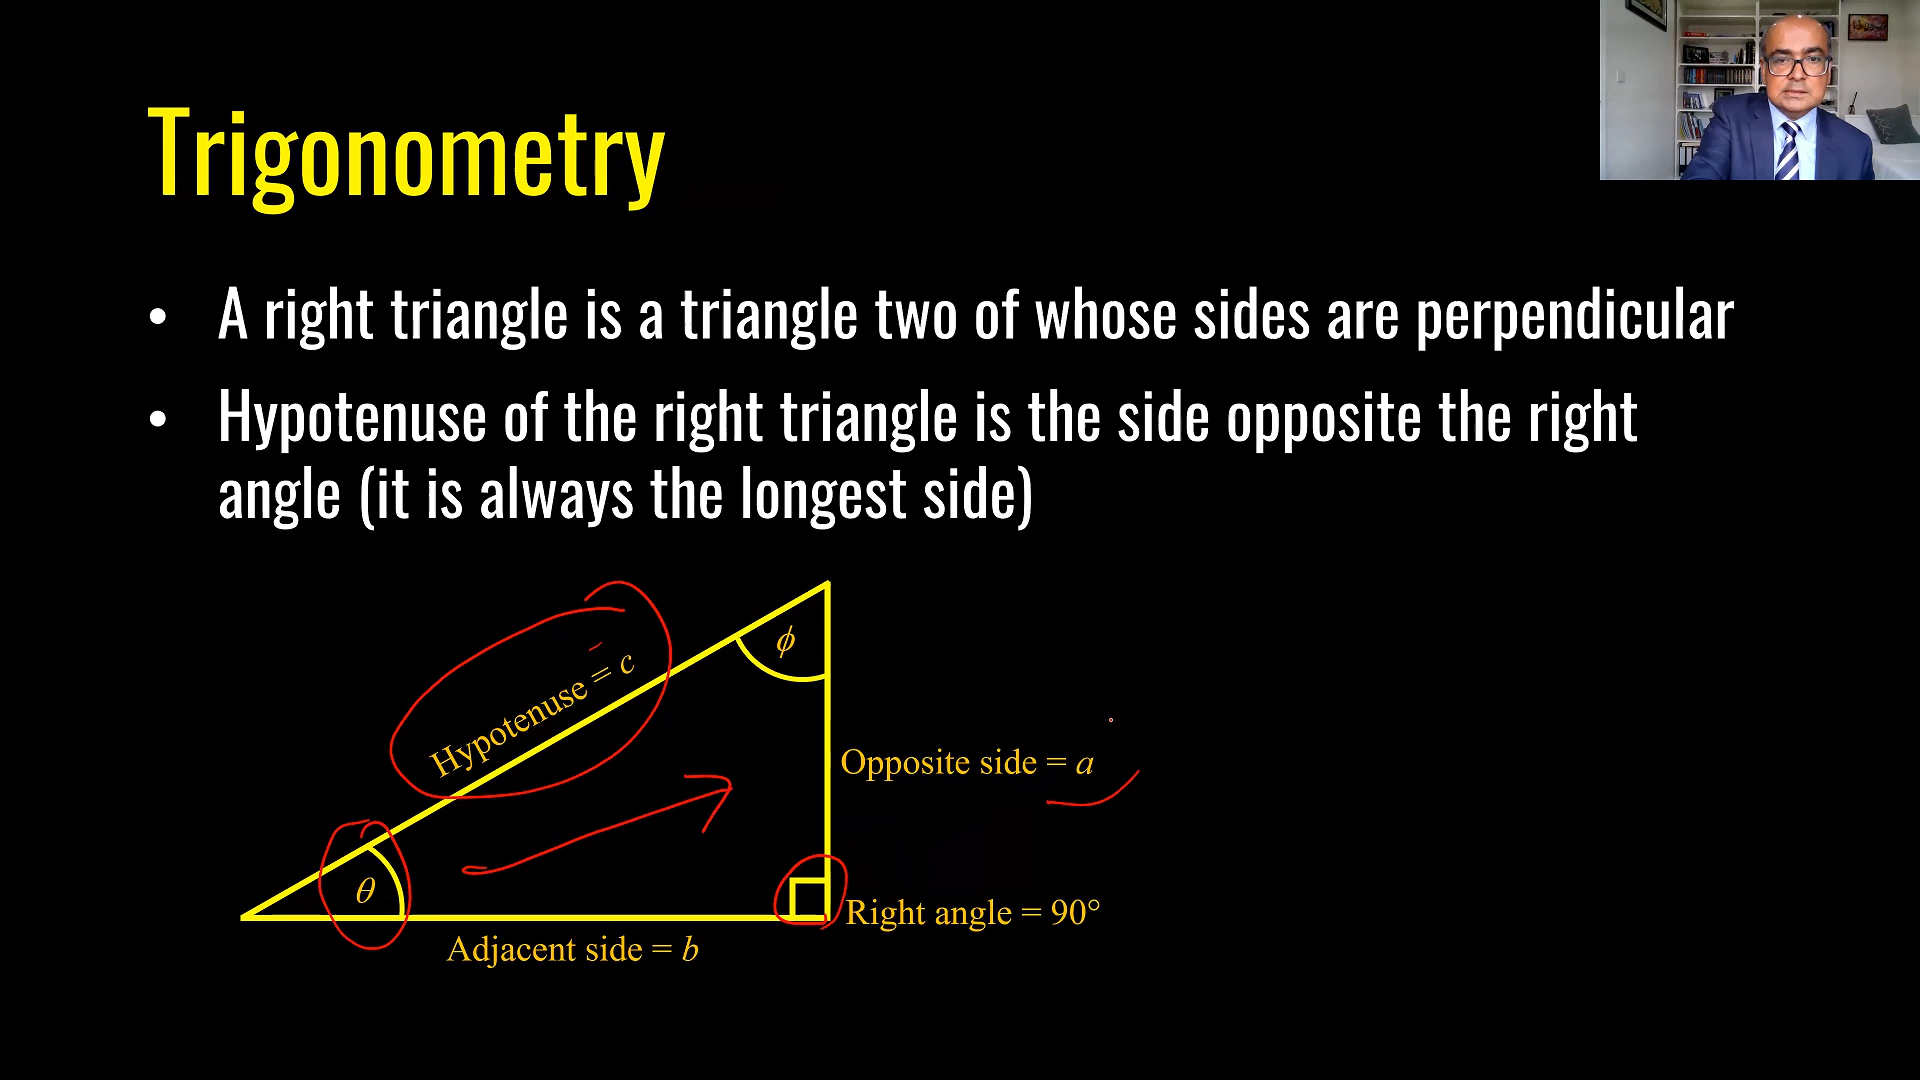 Trigonometry
• A right triangle is a triangle two of whose sides are perpendicular
• Hypotenuse of the right triangle is the side opposite the right
angle (it is always the longest side)
ϕ
Hypotenuse = c
Opposite side = a
θ
Right angle = 90°
Adjacent side = b